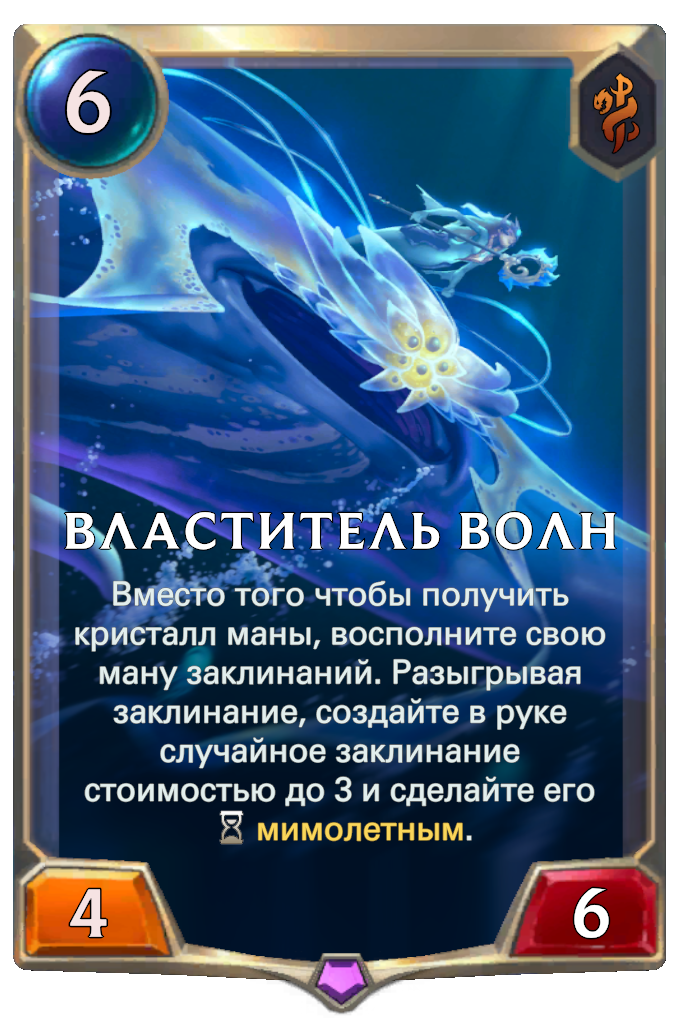 6
ВЛАСТИТЕЛЬ ВОЛН
Вместо того чтобы получить
кристалл маны, восполните свою
ману заклинаний. Разыгрывая
заклинание, создайте в руке
случайное заклинание
стоимостью до 3 и сделайте его
мимолетным.
4
6